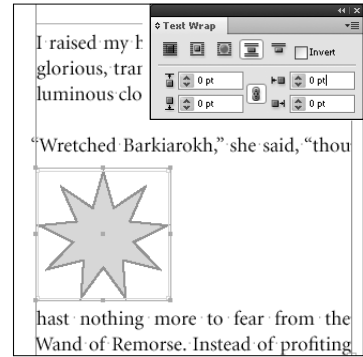 Text Wrap
Invert
0 pt
0 pt
0 pt
0 pt
I raised my h
glorious, tran
luminous clo
“Wretched Barkiarokh,” she said, “thou
hast nothing more to fear from the
Wand of Remorse. Instead of profiting